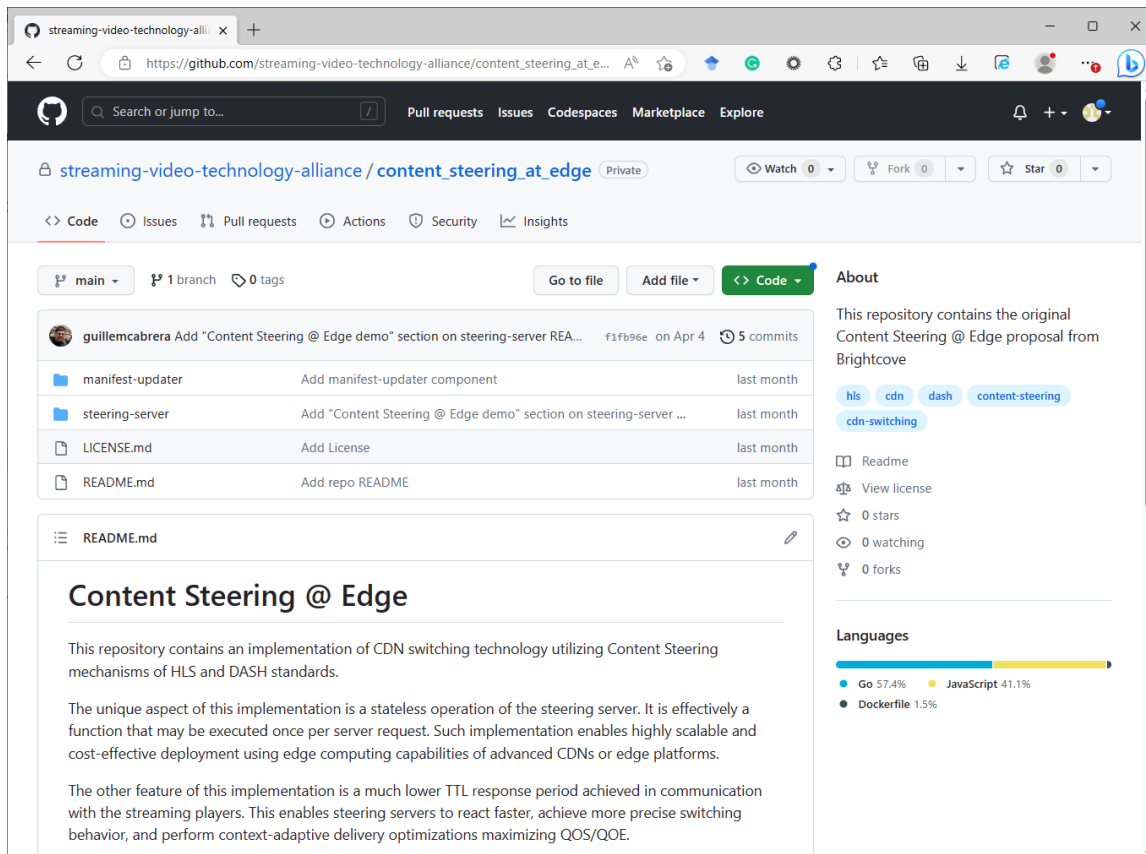 streaming-video-technology-allia
https://github.com/streaming-video-technology-alliance/content_steering_at_e...
Search or jump to... / Pull requests Issues Codespaces Marketplace Explore
streaming-video-technology-alliance / content_steering_at_edge Private Watch 0 Fork 0 Star 0
<> Code Issues Pull requests Actions Security Insights
main 1 branch 0 tags Go to file Add file <> Code
guillemcabrera Add "Content Steering @ Edge demo" section on steering-server REA... f1fb96e on Apr 4 5 commits
manifest-updater Add manifest-updater component last month
steering-server Add "Content Steering @ Edge demo" section on steering-server ... last month
LICENSE.md Add License last month
README.md Add repo README last month
README.md
Content Steering @ Edge
This repository contains an implementation of CDN switching technology utilizing Content Steering
mechanisms of HLS and DASH standards.
The unique aspect of this implementation is a stateless operation of the steering server. It is effectively a
function that may be executed once per server request. Such implementation enables highly scalable and
cost-effective deployment using edge computing capabilities of advanced CDNs or edge platforms.
The other feature of this implementation is a much lower TTL response period achieved in communication
with the streaming players. This enables steering servers to react faster, achieve more precise switching
behavior, and perform context-adaptive delivery optimizations maximizing QOS/QOE.
About
This repository contains the original
Content Steering @ Edge proposal from
Brightcove
hls cdn dash content-steering
cdn-switching
Readme
View license
0 stars
0 watching
0 forks
Languages
Go 57.4% JavaScript 41.1%
Dockerfile 1.5%